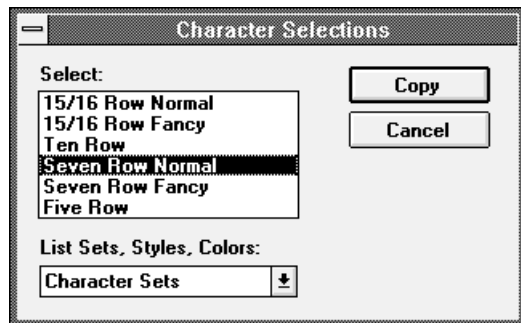 Character Selections
Select:
15/16 Row Normal
15/16 Row Fancy
Ten Row
Seven Row Normal
Seven Row Fancy
Five Row
Copy
Cancel
List Sets, Styles, Colors:
Character Sets